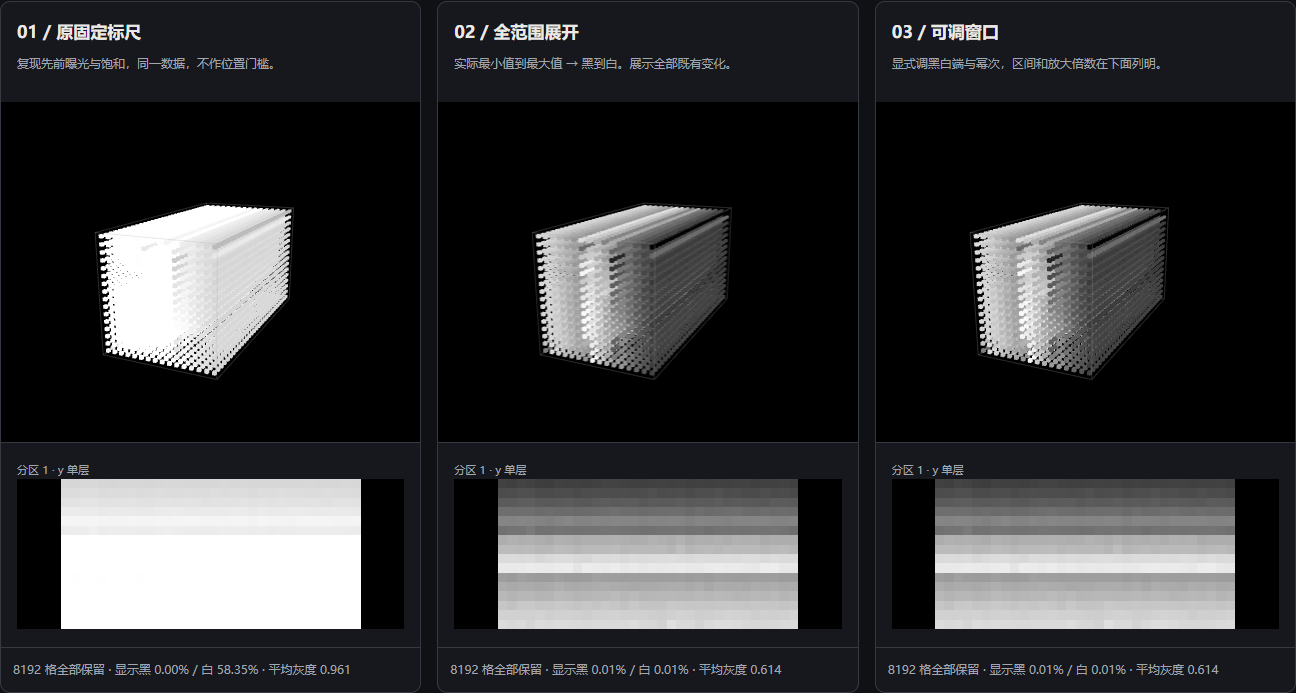 01 / 原固定标尺
复现先前曝光与饱和，同一数据，不作位置门槛。
分区 1 · y 单层
8192 格全部保留 · 显示黑 0.00% / 白 58.35% · 平均灰度 0.961
02 / 全范围展开
实际最小值到最大值 → 黑到白。展示全部既有变化。
分区 1 · y 单层
8192 格全部保留 · 显示黑 0.01% / 白 0.01% · 平均灰度 0.614
03 / 可调窗口
显式调黑白端与幂次，区间和放大倍数在下面列明。
分区 1 · y 单层
8192 格全部保留 · 显示黑 0.01% / 白 0.01% · 平均灰度 0.614